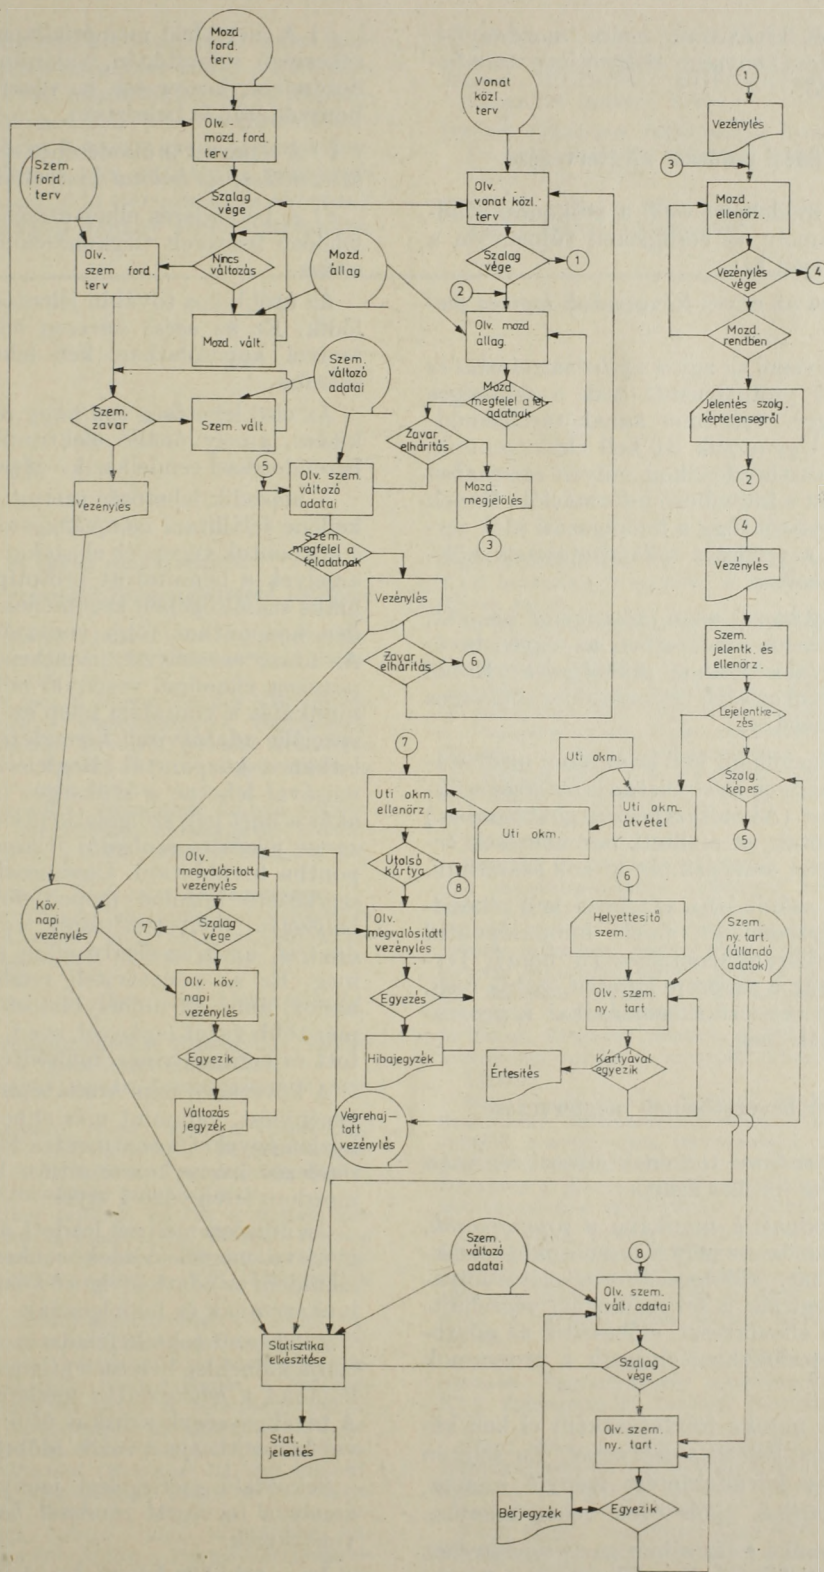 Mozd.
ford.
terv
Vonat
közl.
terv
1
Vezénylés
Olv. -
mozd. ford.
terv
3
Szem.
ford.
terv
Szalag
vége
Olv.
vonat közl.
terv
Mozd.
ellenörz.
Olv.
szem ford.
terv
Nincs
változás
Mozd.
állag
Szalag
vége
1
Vezénylés
vége
4
2
Mozd. vált.
Olv. mozd.
állag.
Mozd.
rendben
Szem.
változó
adatai
Szem.
zavar
Szem. vált.
Mozd.
megfelel a fel-
adatnak
Jelentés szolg.
képtelensegről
Zavar
elhárítás
2
5
Vezénylés
Olv. szem.
változó
adatai
Mozd.
megjelölés
3
4
Szem.
megfelel a
feladatnak
Vezénylés
Vezénylés
Szem.
jelentk. és
ellenörz.
Zavar
elhárítás
6
Lejelentke-
zés
7
Uti okm.
Szolg.
képes
Uti okm.
ellenörz.
Uti okm.
Uti okm.
átvétel
5
Olv.
megvalósitott
vezénylés
Utolsó
kártya
8
6
Köv.
napi
vezénylés
7
Szalag
vége
Olv.
megvalósitott
vezénylés
Helyettesitő
szem.
Szem.
ny. tart.
(állandó
adatok)
Olv. köv.
napi
vezénylés
Egyezés
Olv. szem.
ny. tart
Egyezik
Hibajegyzék
Értesités
Kártyával
egyezik
Változás
jegyzék
Végrehaj-
tott
vezénylés
Szem.
változó
adatai
8
Olv. szem.
vált. adatai
Statisztika
elkészítése
Szalag
vége
Stat.
jelentés
Olv. szem.
ny. tart.
Bérjegyzék
Egyezik